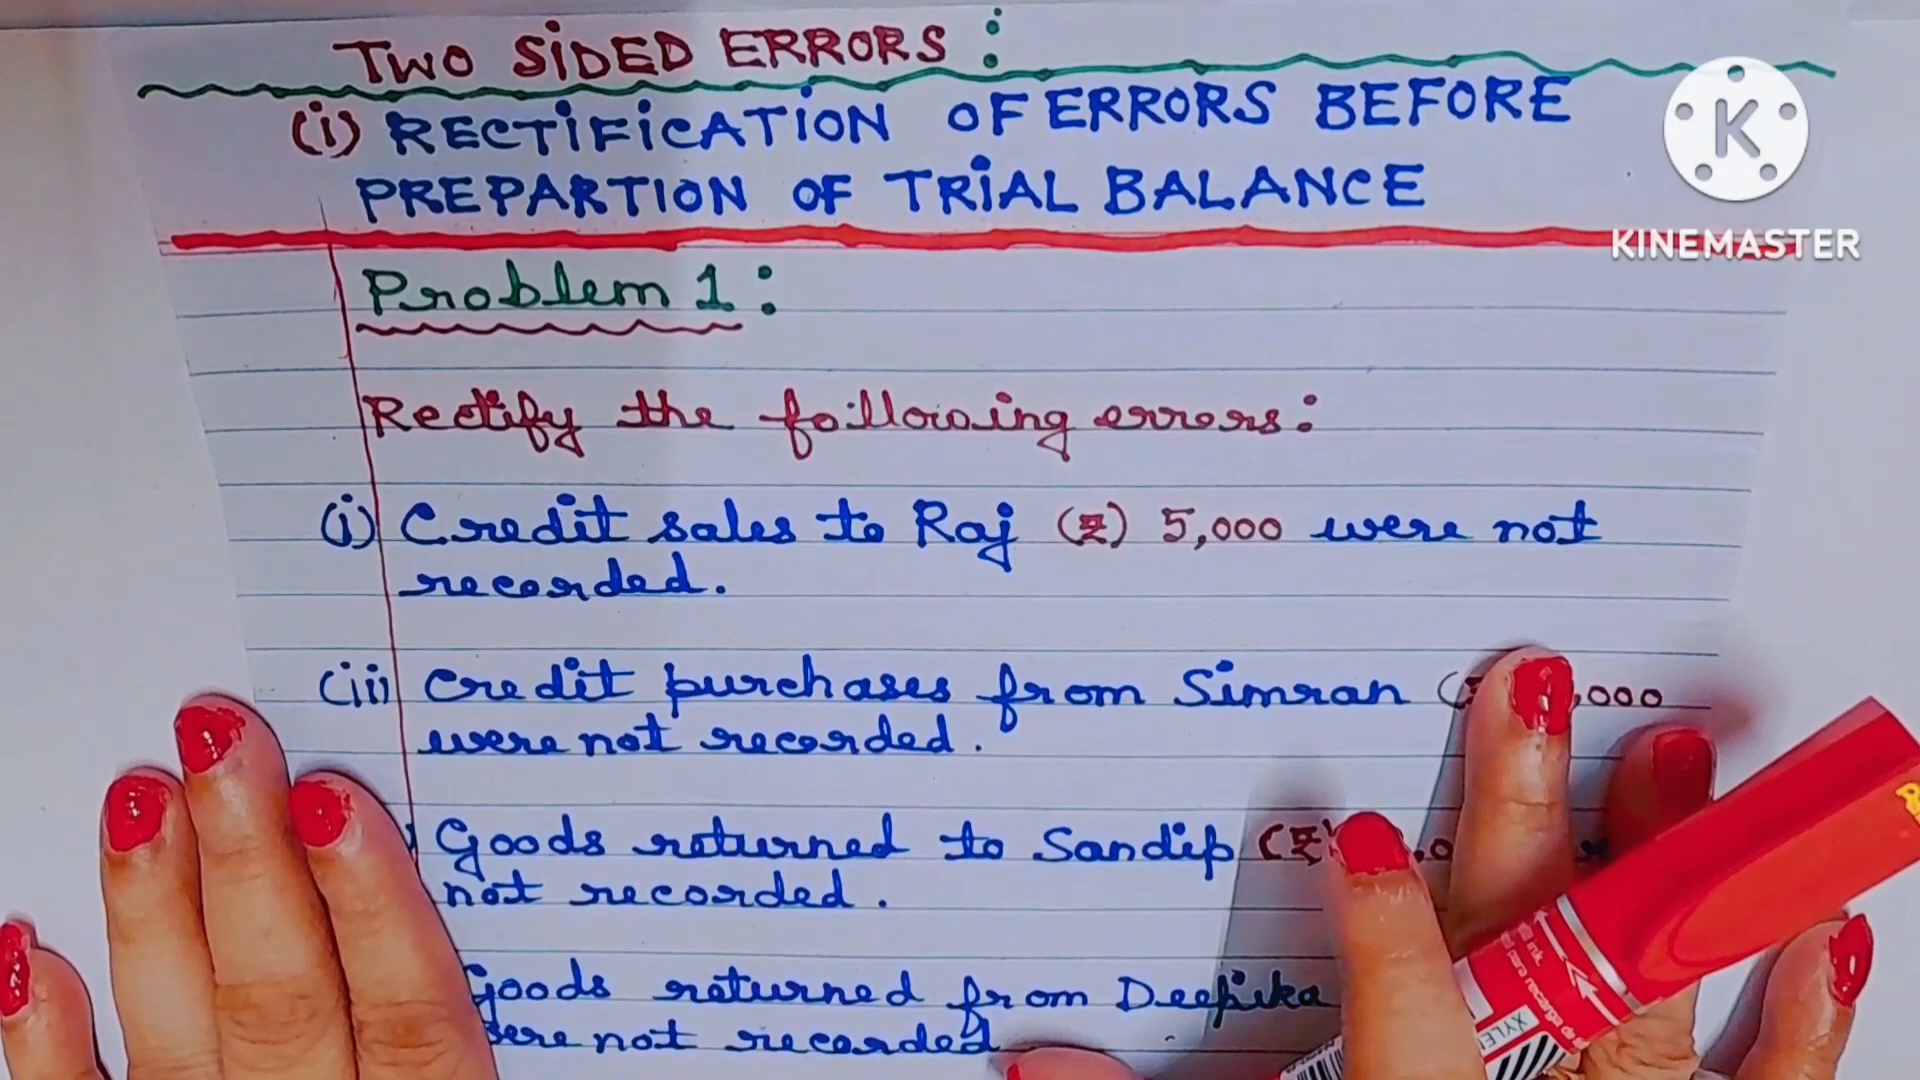 TWO SIDED ERRORS :
(i) RECTIFICATION OF ERRORS BEFORE
PREPARTION OF TRIAL BALANCE
K
KINEMASTER
Problem 1 :
Rectify the following errors :
(i) Credit sales to Raj (₹) 5,000 were not
recorded.
(ii) Credit purchases from Simran ,000
were not recorded.
Goods returned to Sandip (₹
not recorded.
Goods returned from Deepika
were not recorded